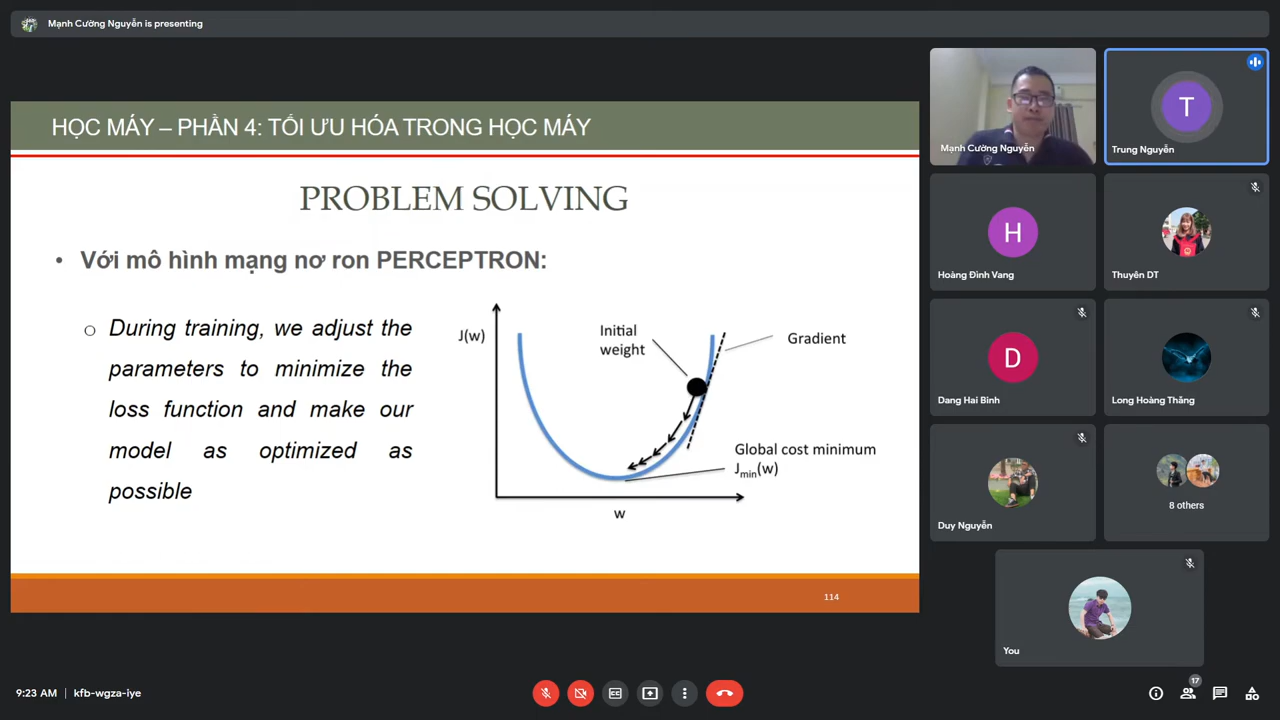 Mạnh Cường Nguyễn is presenting
HỌC MÁY – PHẦN 4: TỐI ƯU HÓA TRONG HỌC MÁY
PROBLEM SOLVING
• Với mô hình mạng nơ ron PERCEPTRON:
o During training, we adjust the
parameters to minimize the
loss function and make our
model as optimized as
possible
J(w)
Initial
weight
Gradient
Global cost minimum
Jmin(w)
w
114
Mạnh Cường Nguyễn
T
Trung Nguyễn
H
Hoàng Đình Vang
Thuyên DT
D
Dang Hai Bình
Long Hoàng Thăng
Duy Nguyễn
8 others
You
9:23 AM | kfb-wgza-iye
CC
17